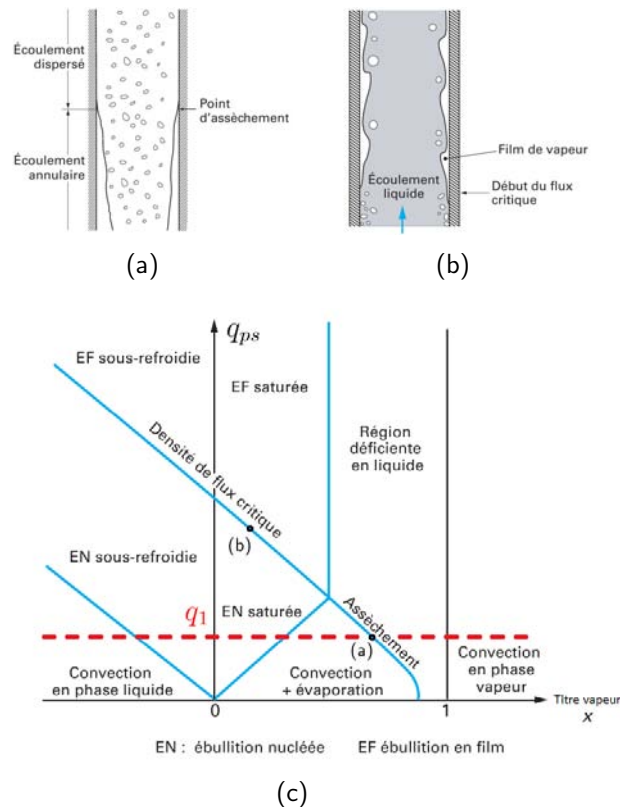 Écoulement
dispersé
Écoulement
annulaire
Point
d'assèchement
(a)
Écoulement
liquide
Film de vapeur
Début du flux
critique
(b)
q_{ps}
EF sous-refroidie
EF saturée
Région
déficiente
en liquide
Densité de flux critique
(b)
EN sous-refroidie
EN saturée
Assèchement
q_1
(a)
Convection
en phase liquide
Convection
+ évaporation
Convection
en phase
vapeur
0
1
Titre vapeur
x
EN : ébullition nucléée EF ébullition en film
(c)